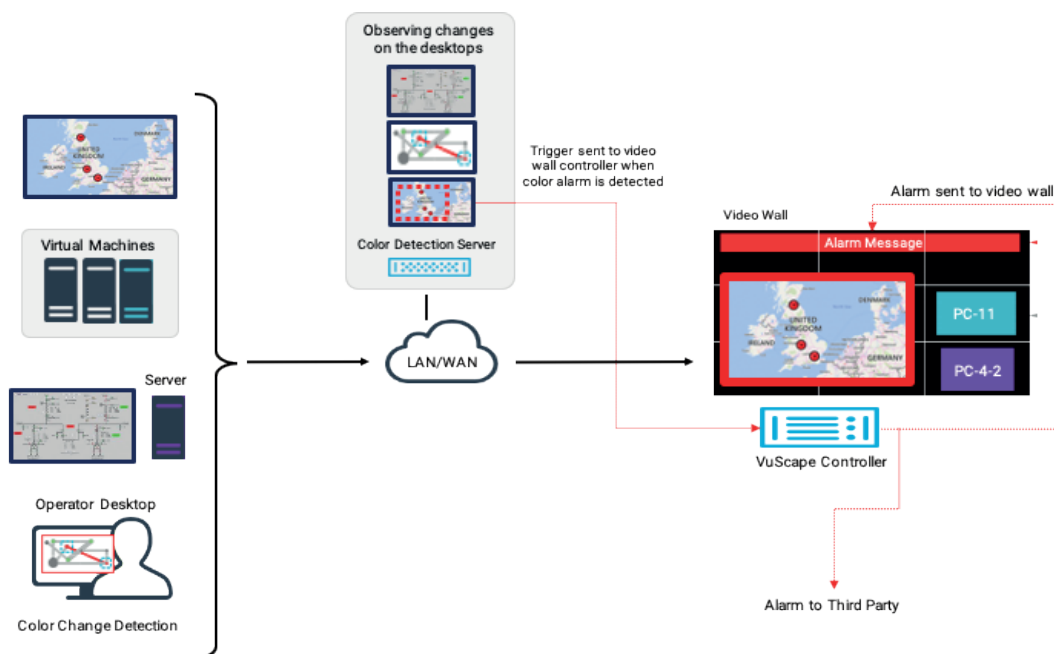 Observing changes
on the desktops
Trigger sent to video
wall controller when
color alarm is detected
Color Detection Server
DENMARK
UNITED
KINGDOM
IRELAND
GERMANY
Virtual Machines
Server
Operator Desktop
Color Change Detection
LAN/WAN
Alarm sent to video wall
Video Wall
Alarm Message
DENMARK
UNITED
KINGDOM
IRELAND
GERMANY
PC-11
PC-4-2
VuScape Controller
Alarm to Third Party